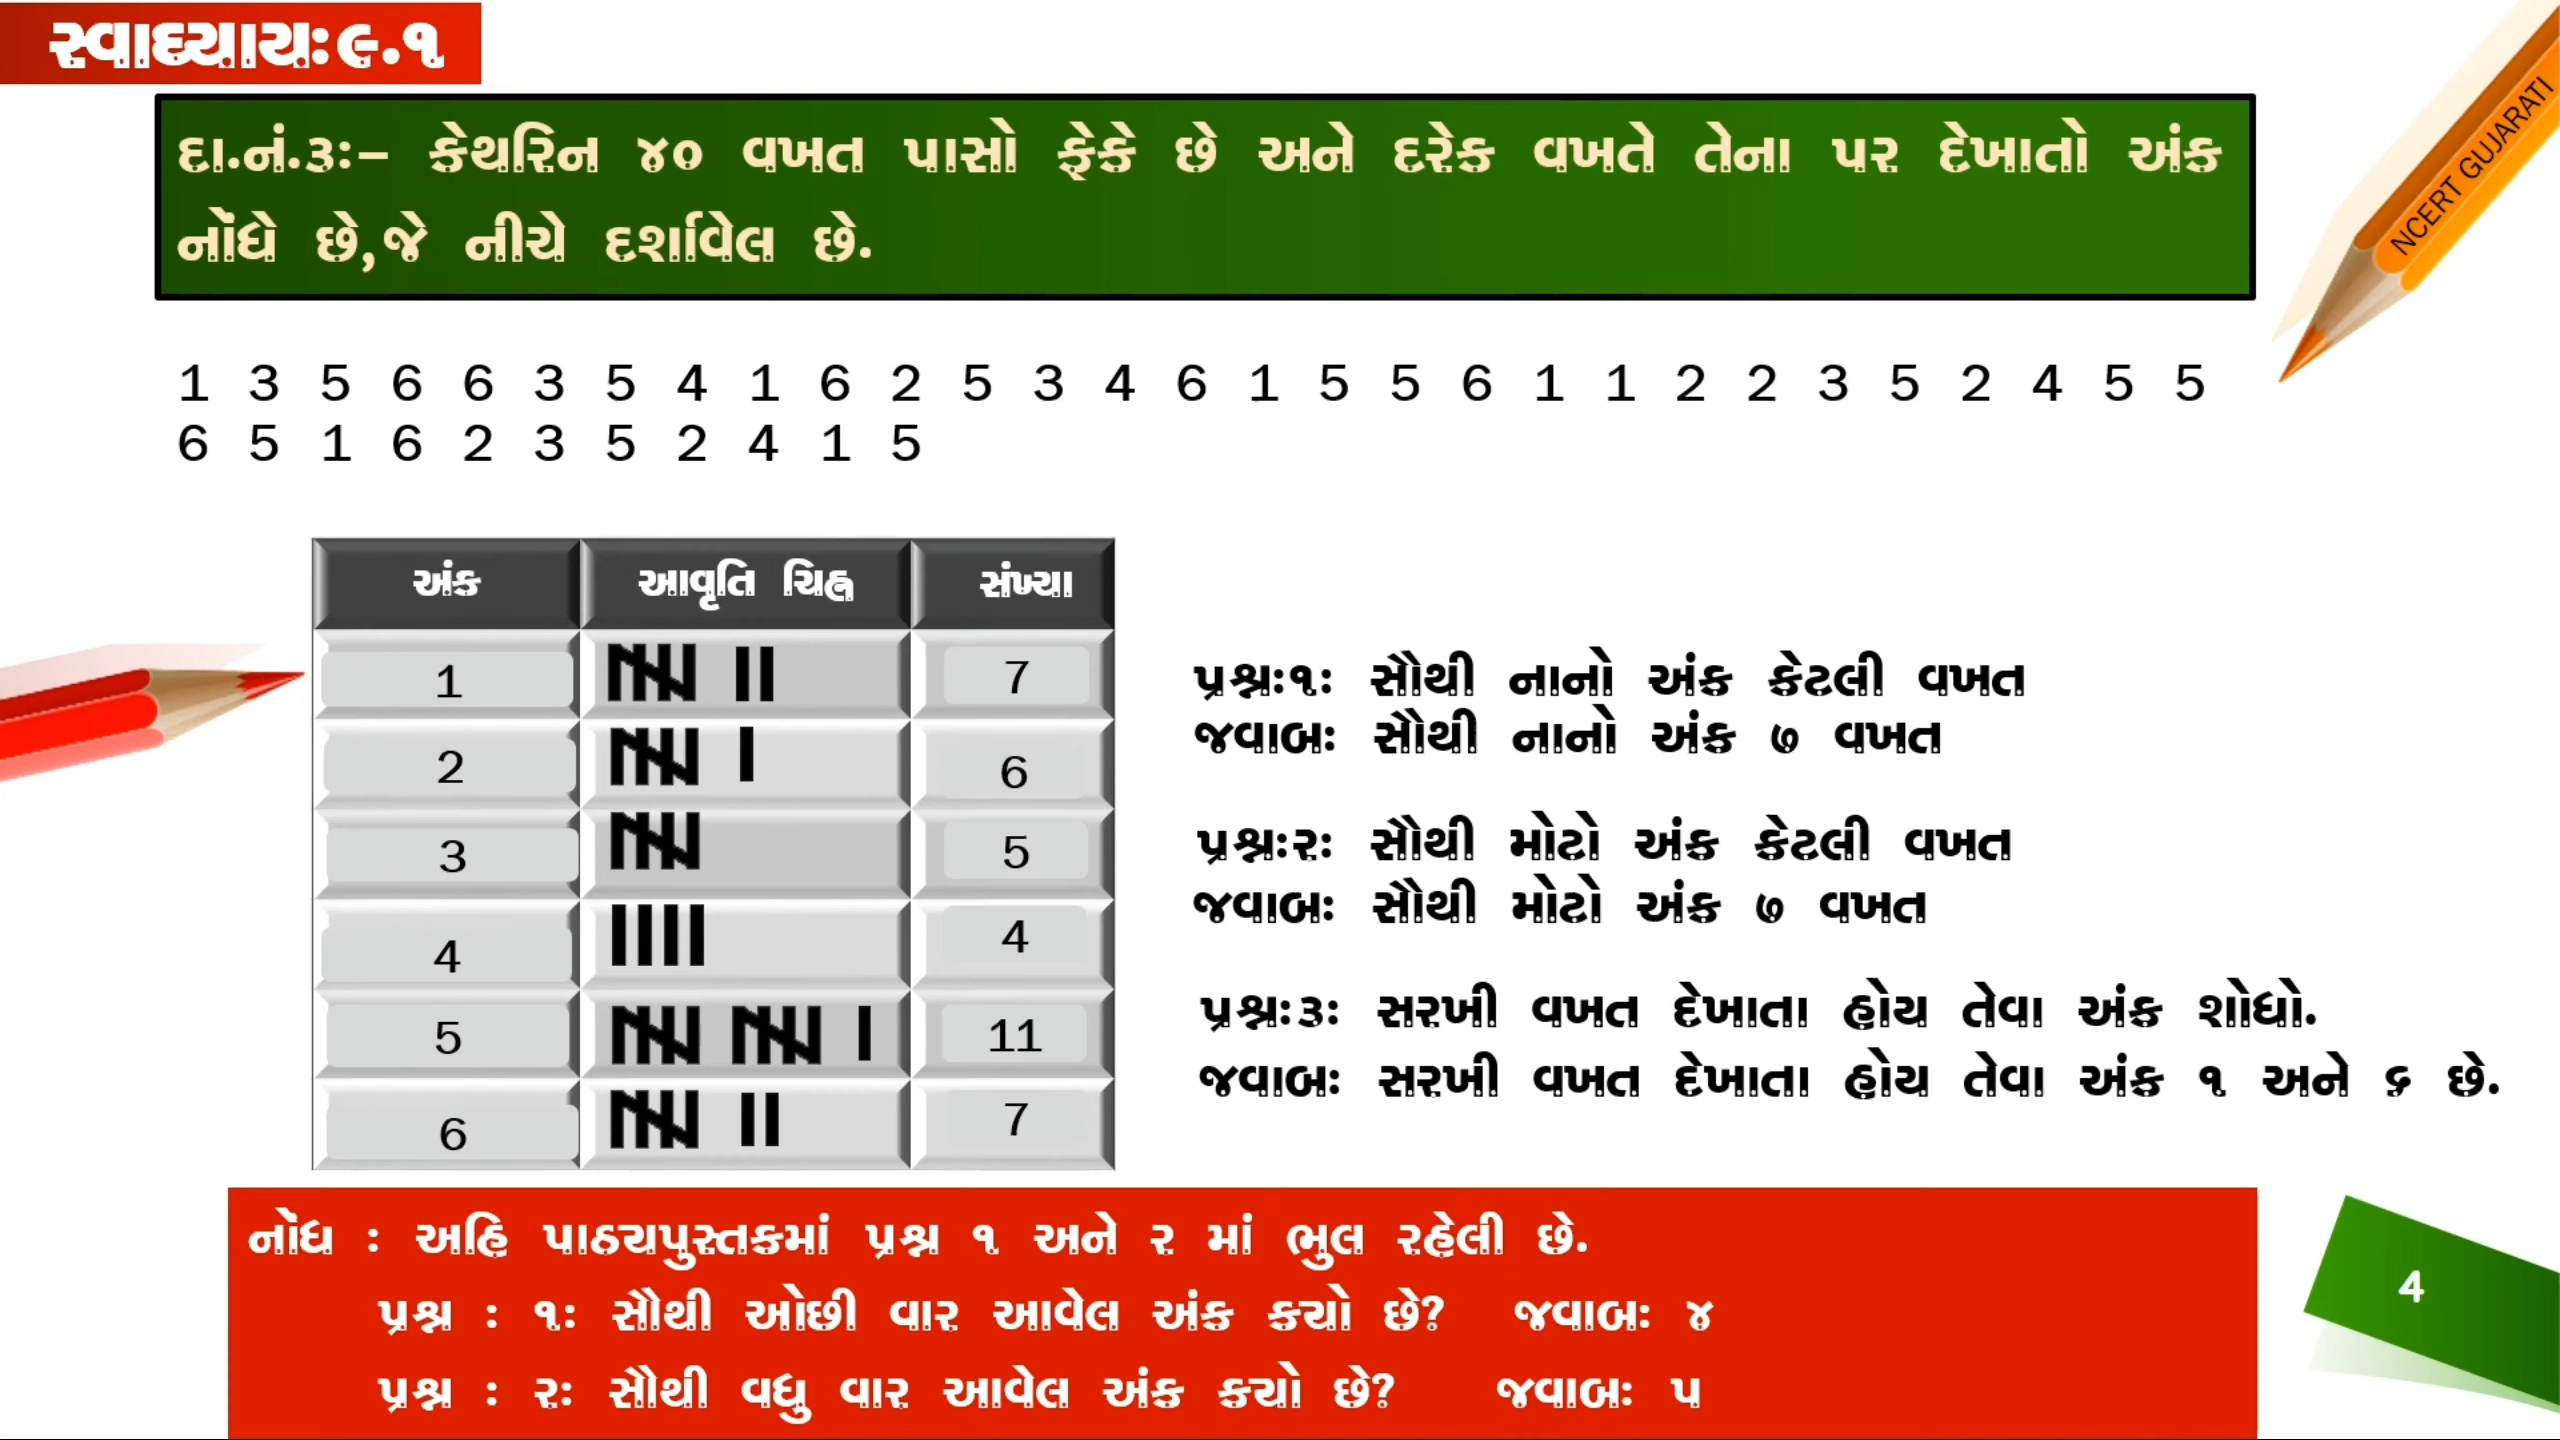 સ્વાધ્યાય:૯.૧
NCERT GUJARATI
દા.નં.૩:– કેથરિન ૪૦ વખત પાસો ફેંકે છે અને દરેક વખતે તેના પર દેખાતો અંક
નોંધે છે,જે નીચે દર્શાવેલ છે.
1 3 5 6 6 3 5 4 1 6 2 5 3 4 6 1 5 5 6 1 1 2 2 3 5 2 4 5 5
6 5 1 6 2 3 5 2 4 1 5
અંક આવૃતિ ચિહ્ન સંખ્યા
1 7
2 6
3 5
4 4
5 11
6 7
પ્રશ્ન:૧: સૌથી નાનો અંક કેટલી વખત
જવાબ: સૌથી નાનો અંક ૭ વખત
પ્રશ્ન:૨: સૌથી મોટો અંક કેટલી વખત
જવાબ: સૌથી મોટો અંક ૭ વખત
પ્રશ્ન:૩: સરખી વખત દેખાતા હોય તેવા અંક શોધો.
જવાબ: સરખી વખત દેખાતા હોય તેવા અંક ૧ અને ૬ છે.
નોંધ : અહિ પાઠયપુસ્તકમાં પ્રશ્ન ૧ અને ૨ માં ભુલ રહેલી છે.
પ્રશ્ન : ૧: સૌથી ઓછી વાર આવેલ અંક કયો છે? જવાબ: ૪
પ્રશ્ન : ૨: સૌથી વધુ વાર આવેલ અંક કયો છે? જવાબ: ૫
4